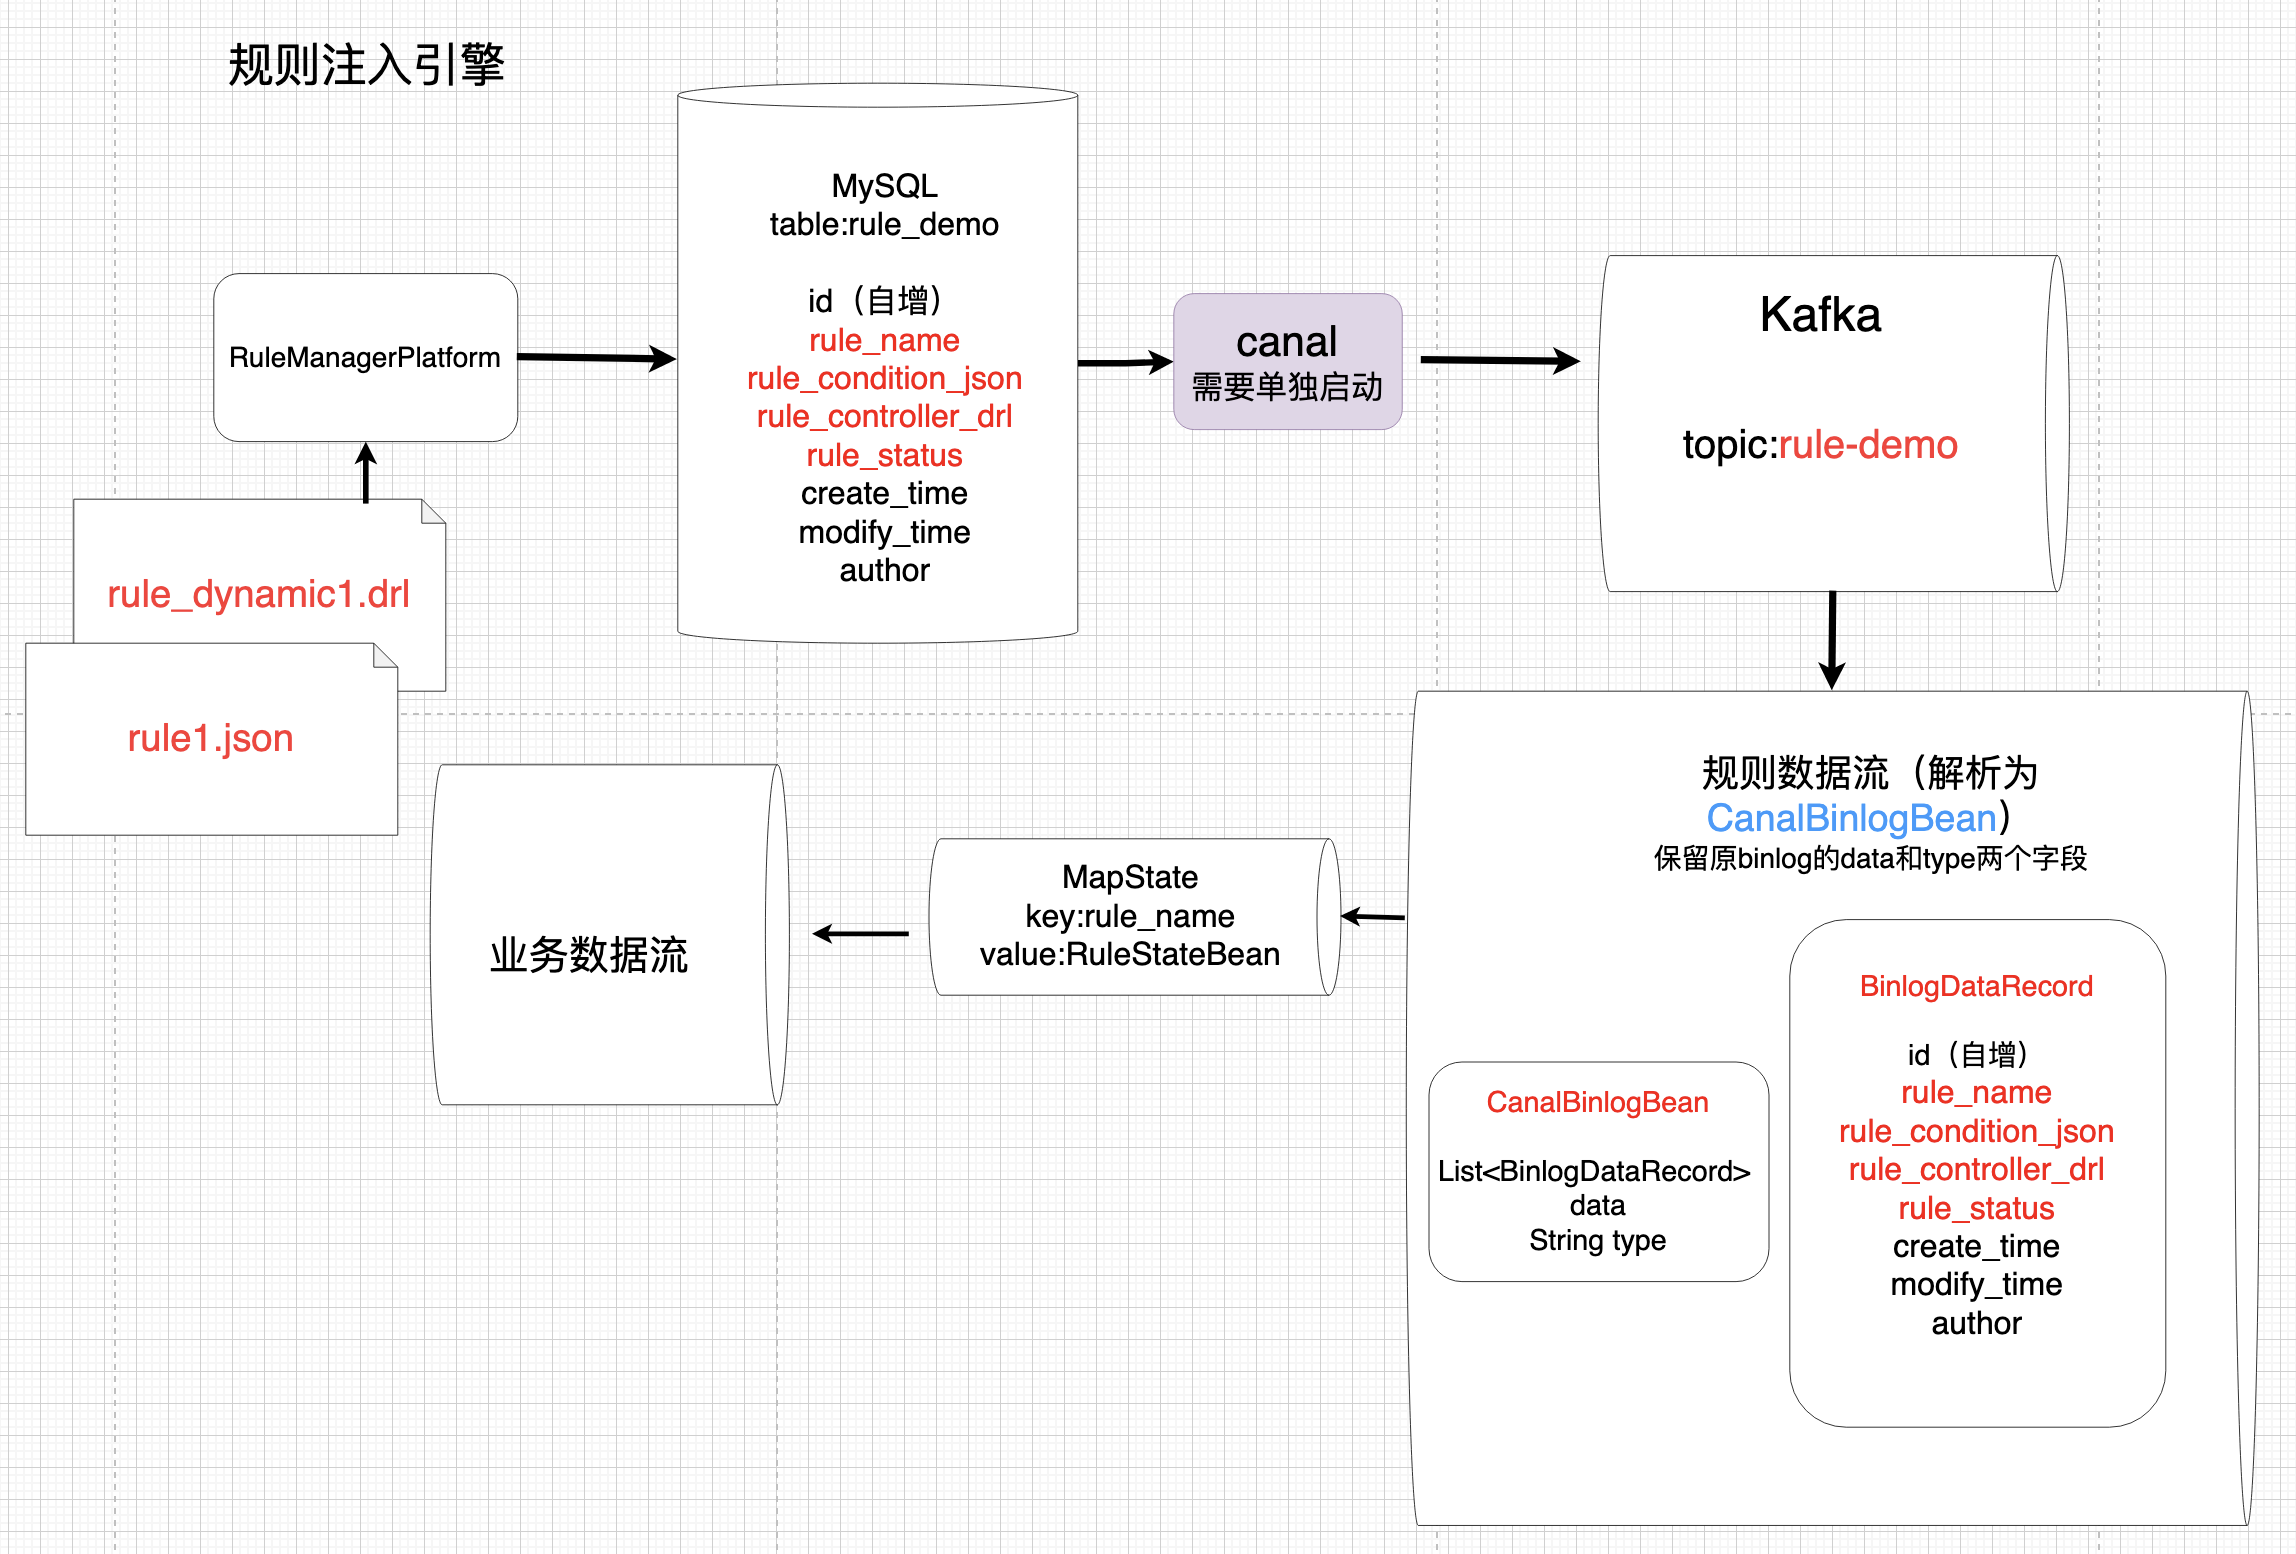 规则注入引擎
MySQL
table:rule_demo
id（自增）
rule_name
rule_condition_json
rule_controller_drl
rule_status
create_time
modify_time
author
RuleManagerPlatform
canal
需要单独启动
Kafka
topic:rule-demo
rule_dynamic1.drl
rule1.json
业务数据流
MapState
key:rule_name
value:RuleStateBean
规则数据流（解析为
CanalBinlogBean）
保留原binlog的data和type两个字段
CanalBinlogBean
List<BinlogDataRecord>
data
String type
BinlogDataRecord
id（自增）
rule_name
rule_condition_json
rule_controller_drl
rule_status
create_time
modify_time
author